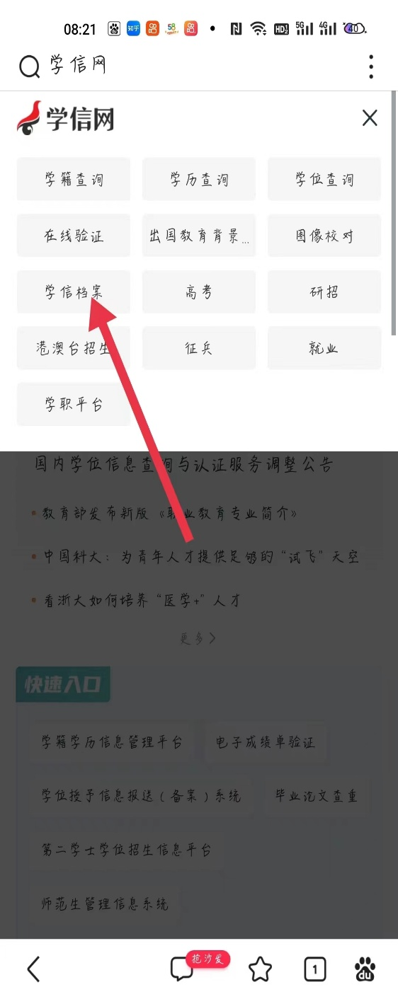 08:21 知乎 58 HD 5G 4G 40
学信网
学信网
学籍查询 学历查询 学位查询
在线验证 出国教育背景... 图像校对
学信档案 高考 研招
港澳台招生 征兵 就业
学职平台
国内学位信息查询与认证服务调整公告
教育部发布新版《职业教育专业简介》
中国科大：为青年人才提供足够的“试飞”天空
看浙大如何培养“医学+”人才
更多>
快速入口
学籍学历信息管理平台 电子成绩单验证
学位授予信息报送（备案）系统 毕业论文查重
第二学士学位招生信息平台
师范生管理信息系统
抢沙发
1 du